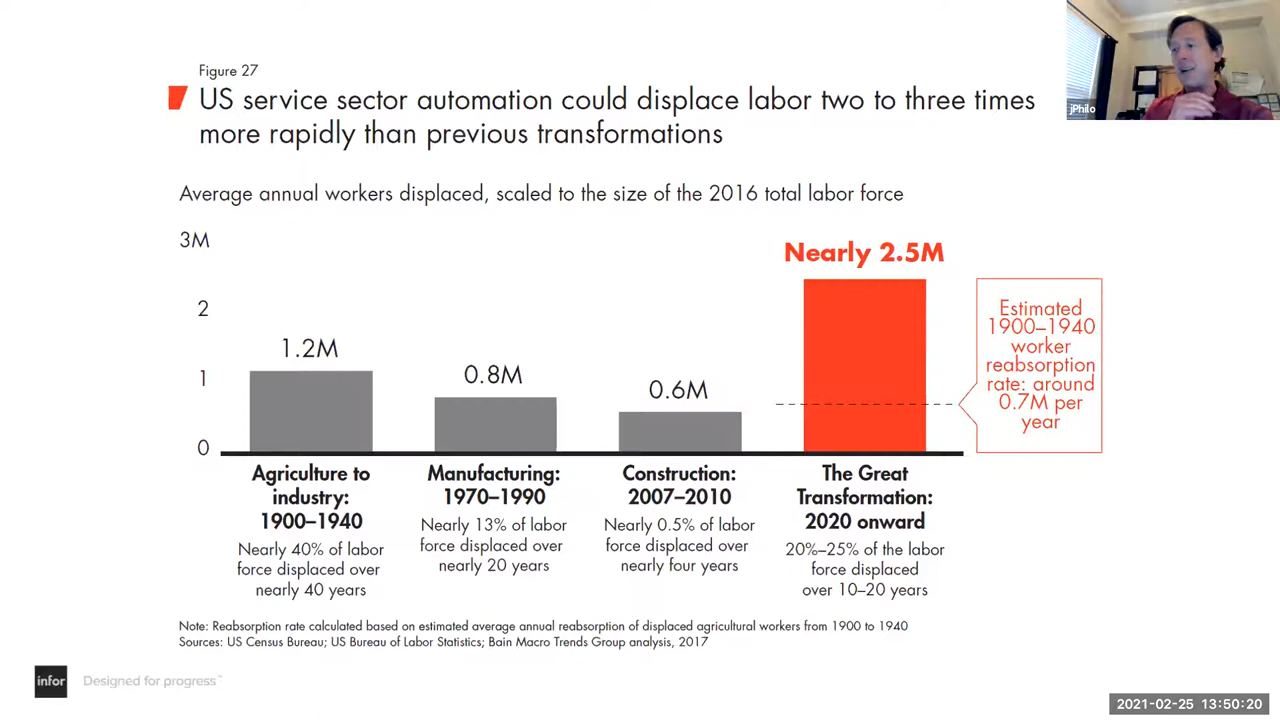 Figure 27
US service sector automation could displace labor two to three times
more rapidly than previous transformations
jPhilo
Average annual workers displaced, scaled to the size of the 2016 total labor force
3M
2
1
0
1.2M
0.8M
0.6M
Nearly 2.5M
Estimated
1900–1940
worker
reabsorption
rate: around
0.7M per
year
Agriculture to
industry:
1900–1940
Nearly 40% of labor
force displaced over
nearly 40 years
Manufacturing:
1970–1990
Nearly 13% of labor
force displaced over
nearly 20 years
Construction:
2007–2010
Nearly 0.5% of labor
force displaced over
nearly four years
The Great
Transformation:
2020 onward
20%–25% of the labor
force displaced
over 10–20 years
Note: Reabsorption rate calculated based on estimated average annual reabsorption of displaced agricultural workers from 1900 to 1940
Sources: US Census Bureau; US Bureau of Labor Statistics; Bain Macro Trends Group analysis, 2017
infor
Designed for progress™
2021-02-25 13:50:20